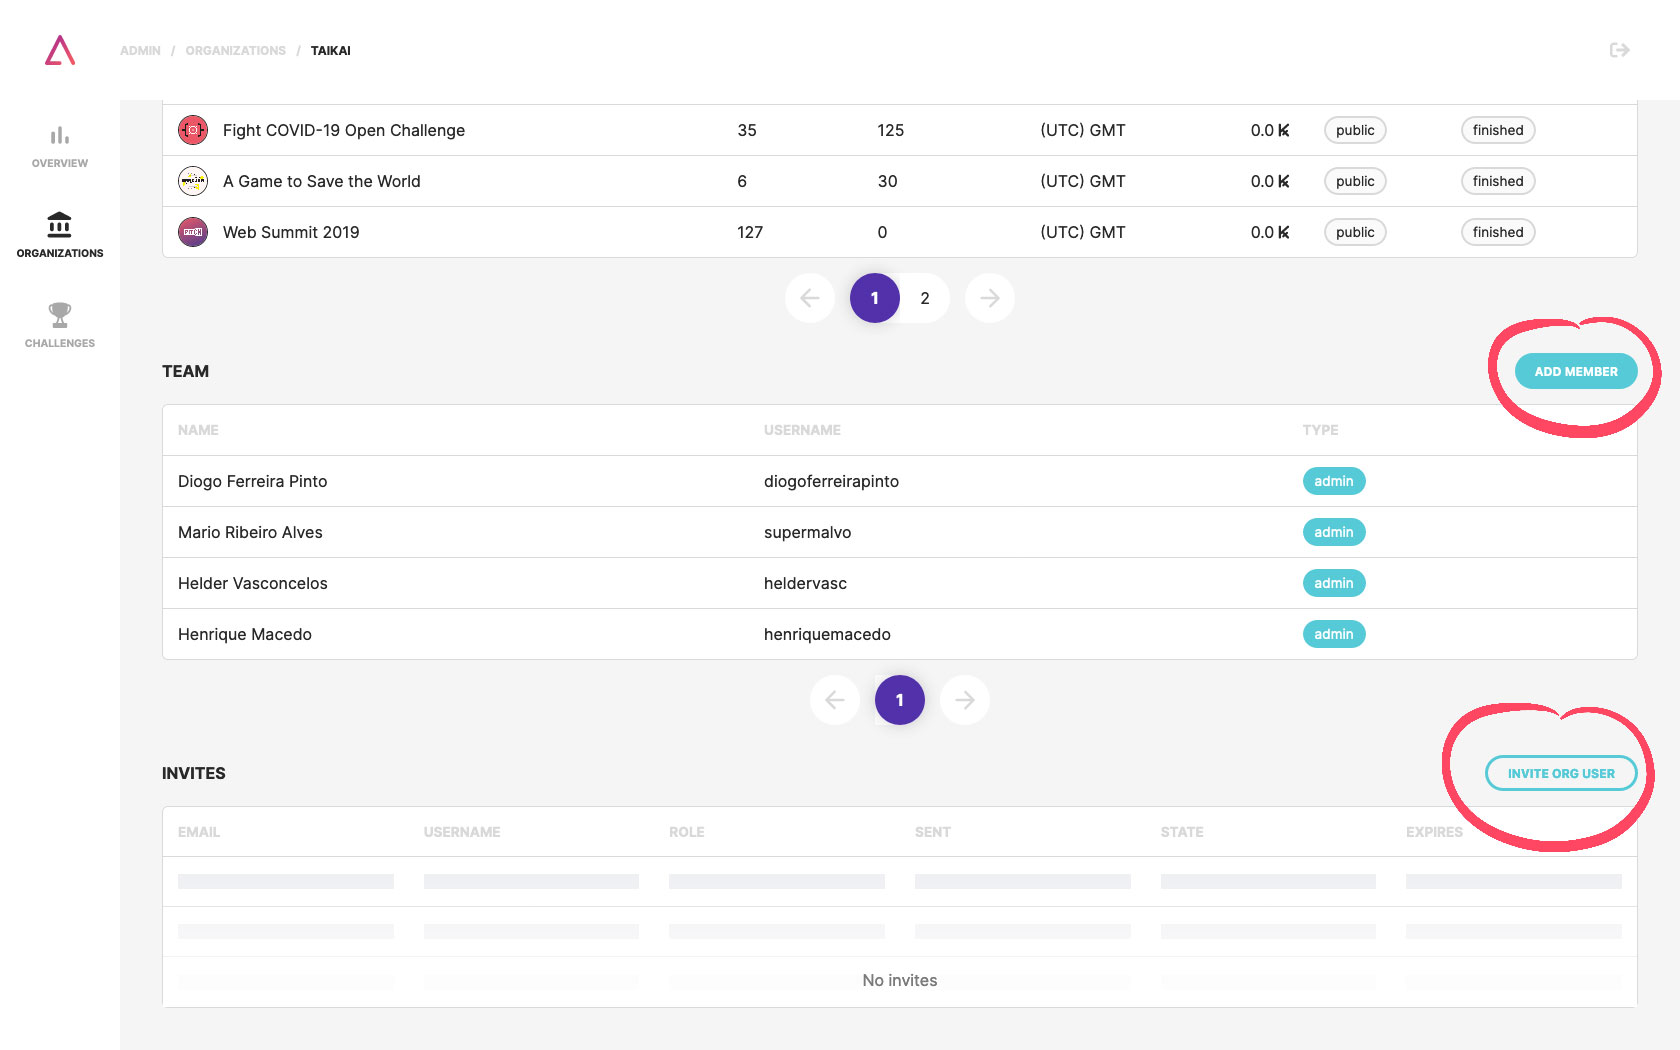 ADMIN / ORGANIZATIONS / TAIKAI
OVERVIEW
ORGANIZATIONS
CHALLENGES
Fight COVID-19 Open Challenge 35 125 (UTC) GMT 0.0 public finished
A Game to Save the World 6 30 (UTC) GMT 0.0 public finished
Web Summit 2019 127 0 (UTC) GMT 0.0 public finished
1 2
TEAM ADD MEMBER
NAME USERNAME TYPE
Diogo Ferreira Pinto diogoferreirapinto admin
Mario Ribeiro Alves supermalvo admin
Helder Vasconcelos heldervasc admin
Henrique Macedo henriquemacedo admin
1
INVITES INVITE ORG USER
EMAIL USERNAME ROLE SENT STATE EXPIRES
No invites